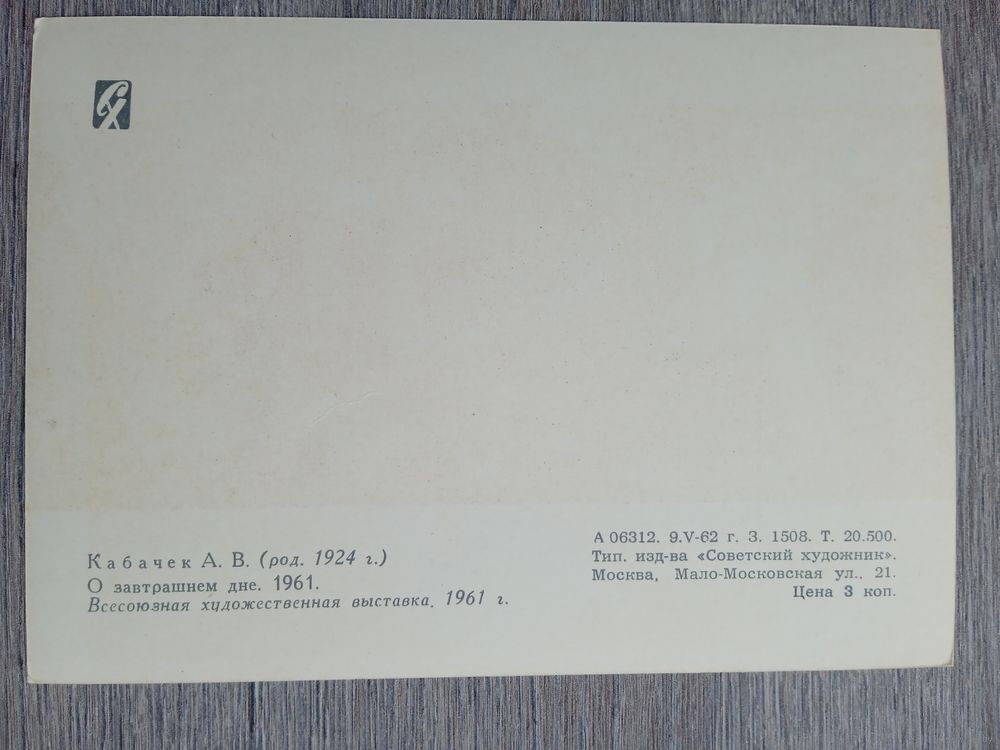 СХ
Кабачек А. В. (род. 1924 г.)
О завтрашнем дне. 1961.
Всесоюзная художественная выставка, 1961 г.
А 06312. 9.V-62 г. З. 1508. Т. 20.500.
Тип. изд-ва «Советский художник».
Москва, Мало-Московская ул., 21.
Цена 3 коп.